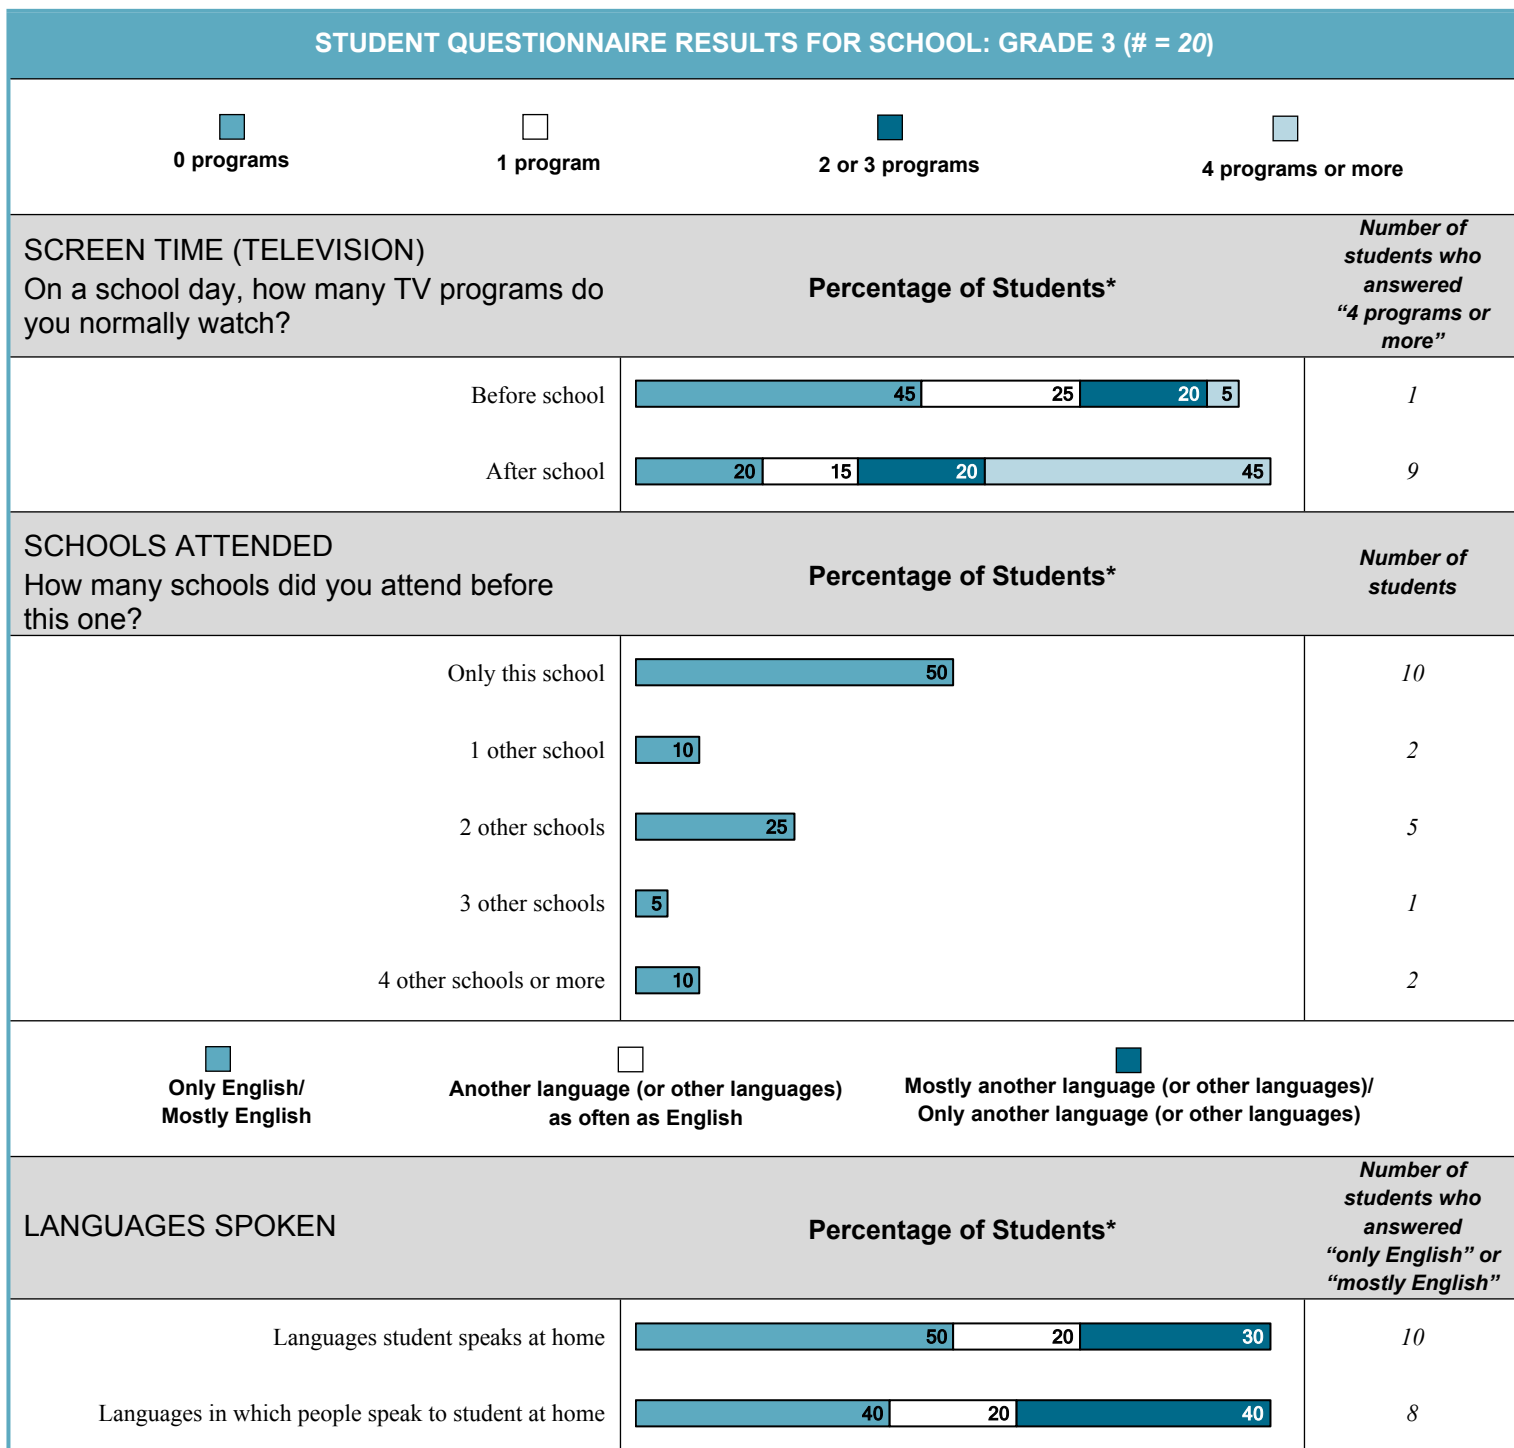 STUDENT QUESTIONNAIRE RESULTS FOR SCHOOL: GRADE 3 (# = 20)
0 programs
1 program
2 or 3 programs
4 programs or more
SCREEN TIME (TELEVISION)
On a school day, how many TV programs do
you normally watch?
Percentage of Students*
Number of
students who
answered
“4 programs or
more”
Before school
45 25 20 5
1
After school
20 15 20 45
9
SCHOOLS ATTENDED
How many schools did you attend before
this one?
Percentage of Students*
Number of
students
Only this school
50
10
1 other school
10
2
2 other schools
25
5
3 other schools
5
1
4 other schools or more
10
2
Only English/
Mostly English
Another language (or other languages)
as often as English
Mostly another language (or other languages)/
Only another language (or other languages)
LANGUAGES SPOKEN
Percentage of Students*
Number of
students who
answered
“only English” or
“mostly English”
Languages student speaks at home
50 20 30
10
Languages in which people speak to student at home
40 20 40
8